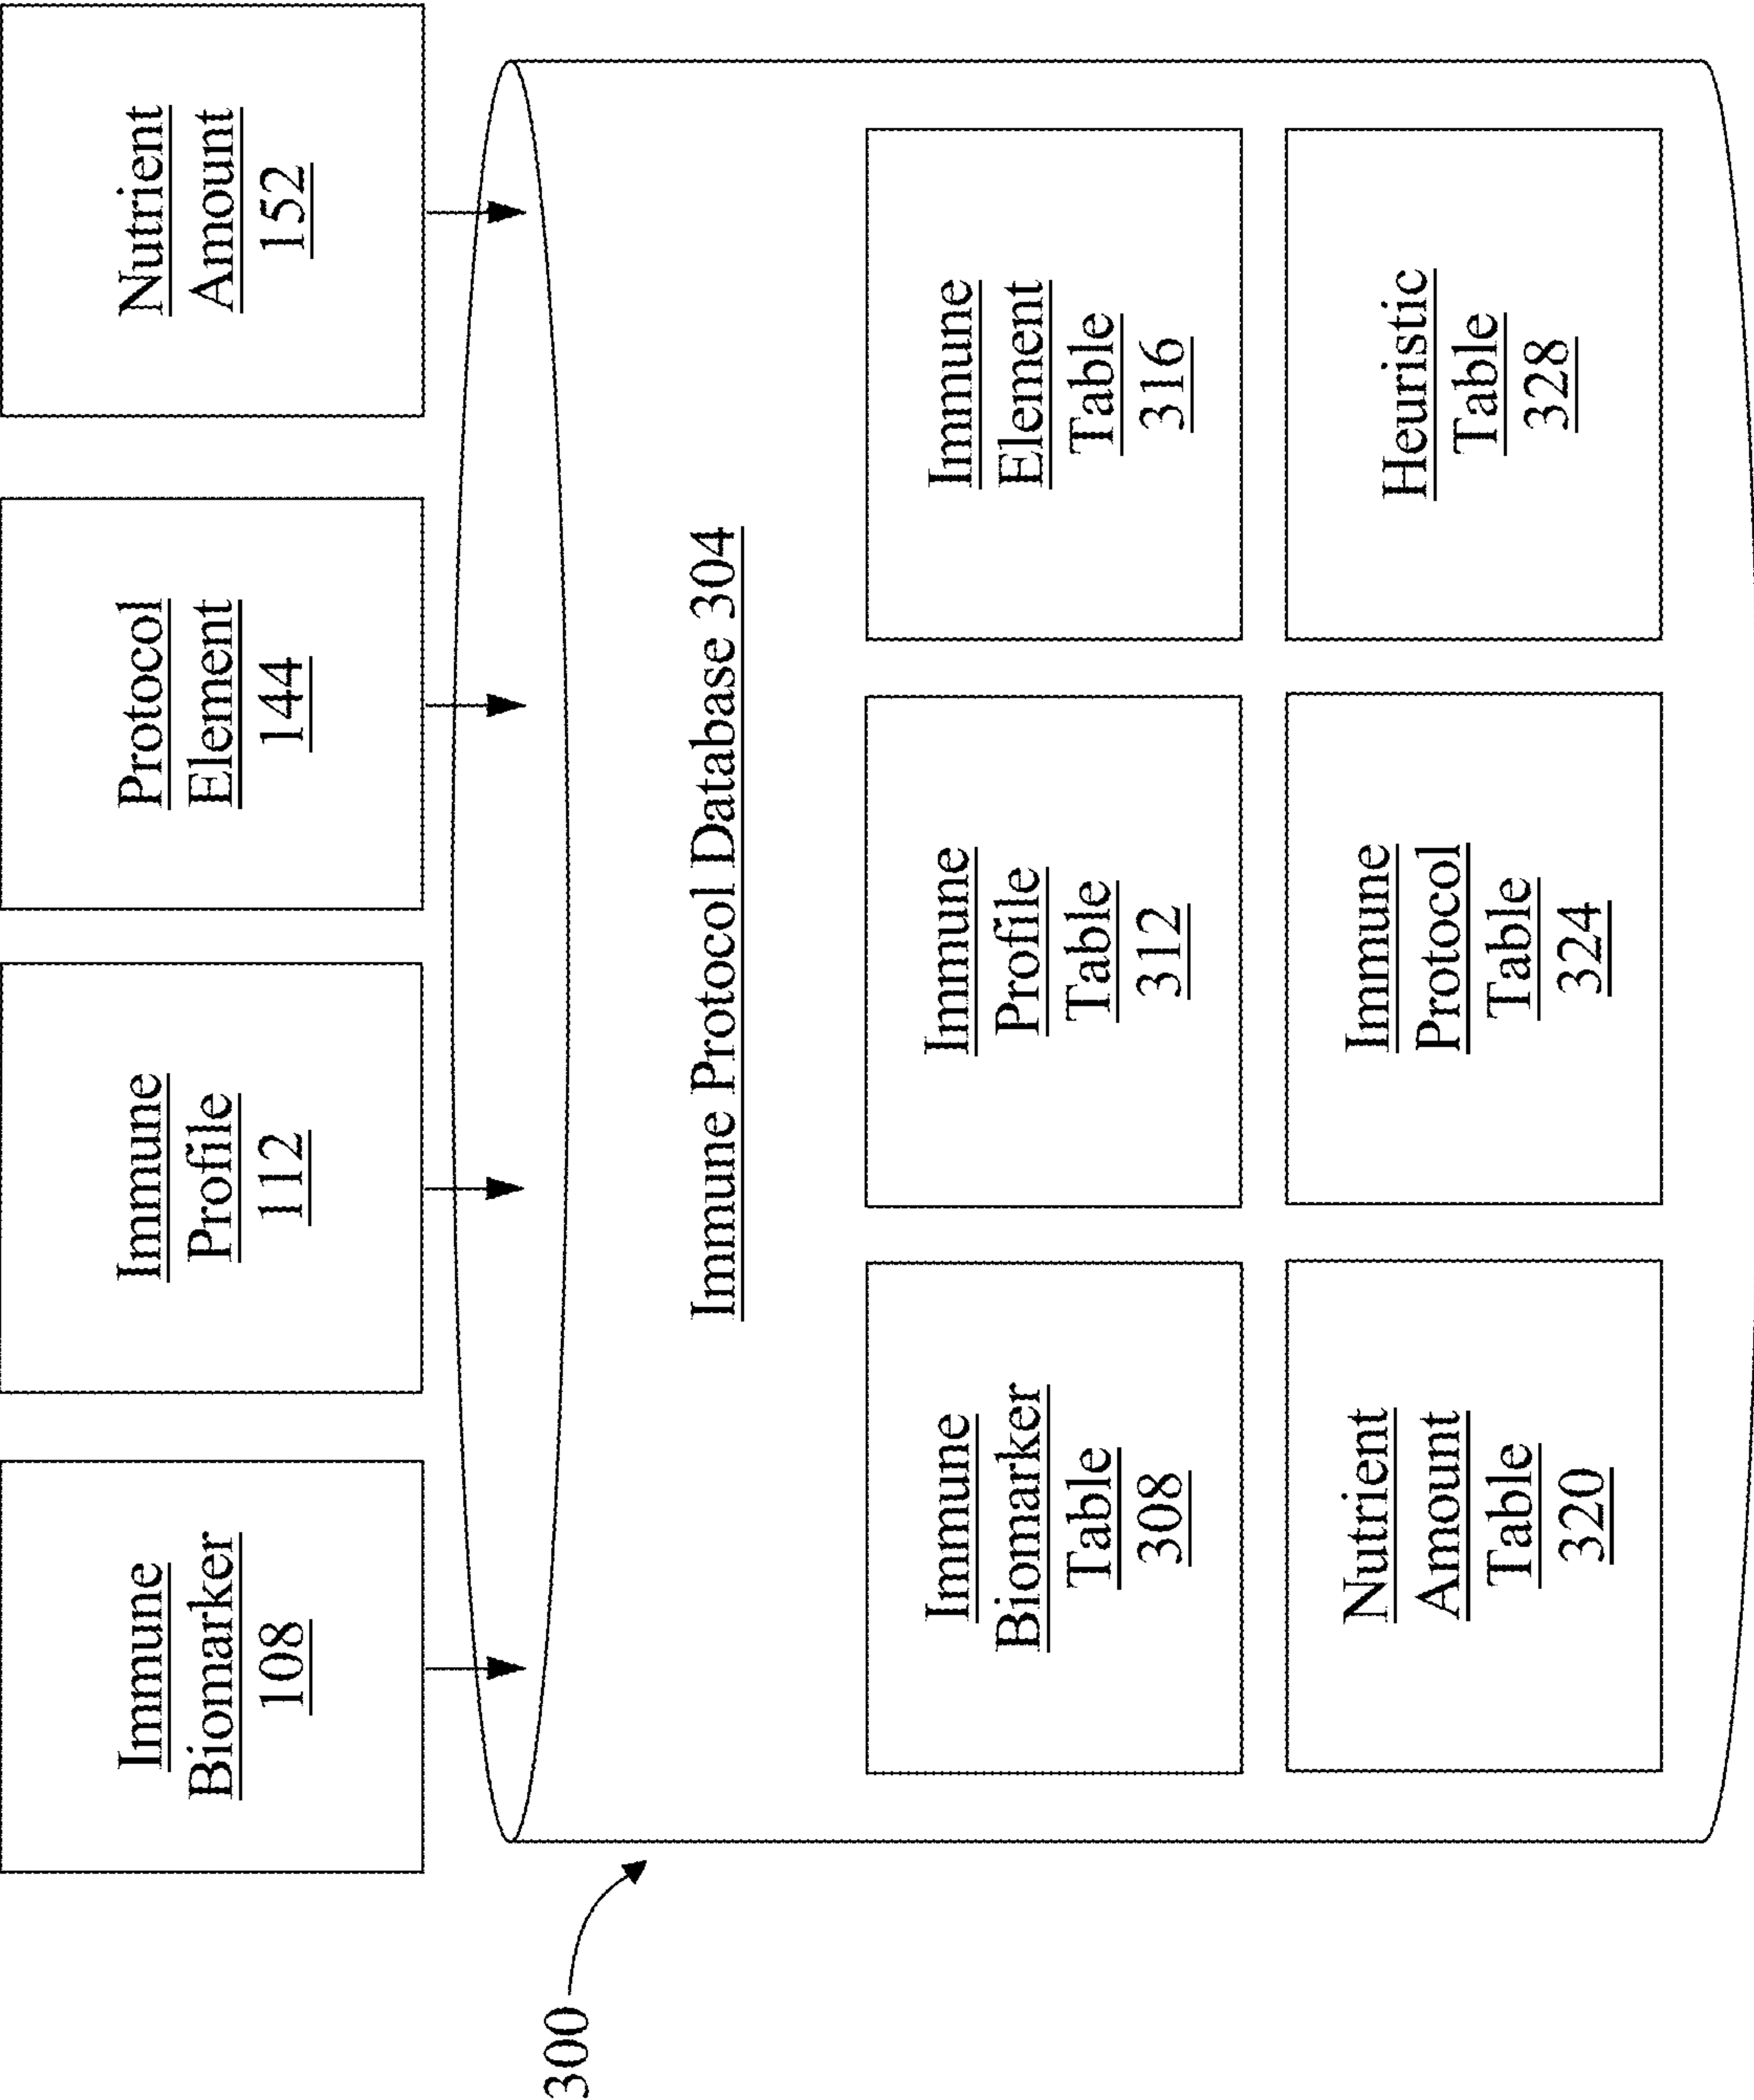 Immune
Biomarker
108
Immune
Profile
112
Protocol
Element
144
Nutrient
Amount
152
300
Immune Protocol Database 304
Immune
Biomarker
Table
308
Immune
Profile
Table
312
Immune
Element
Table
316
Nutrient
Amount
Table
320
Immune
Protocol
Table
324
Heuristic
Table
328